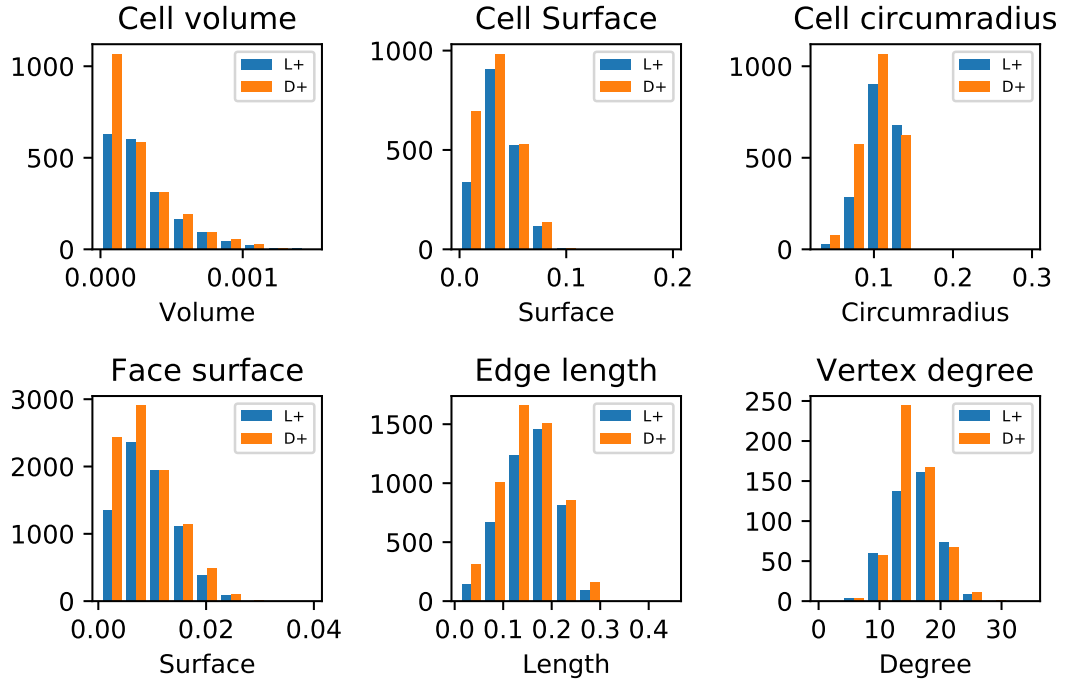 Cell volume
1000
500
0
0.000
0.001
Volume
L+
D+
Cell Surface
1000
500
0
0.0
0.1
0.2
Surface
L+
D+
Cell circumradius
1000
500
0
0.1
0.2
0.3
Circumradius
L+
D+
Face surface
3000
2000
1000
0
0.00
0.02
0.04
Surface
L+
D+
Edge length
1500
1000
500
0
0.0
0.1
0.2
0.3
0.4
Length
L+
D+
Vertex degree
250
200
150
100
50
0
0
10
20
30
Degree
L+
D+